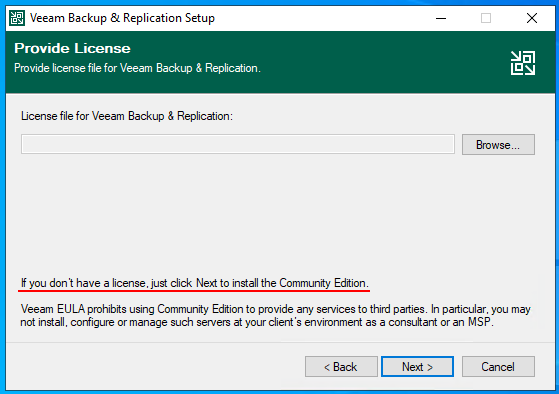 Veeam Backup & Replication Setup
Provide License
Provide license file for Veeam Backup & Replication.
License file for Veeam Backup & Replication:
Browse...
If you don't have a license, just click Next to install the Community Edition.
Veeam EULA prohibits using Community Edition to provide any services to third parties. In particular, you may
not install, configure or manage such servers at your client's environment as a consultant or an MSP.
< Back
Next >
Cancel